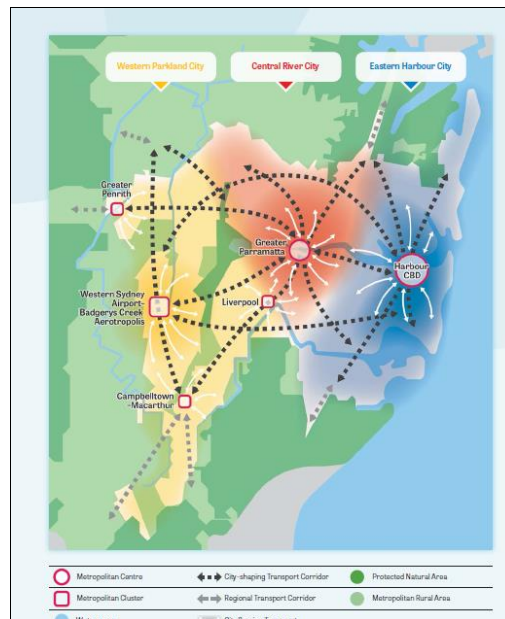 Western Parkland City
Central River City
Eastern Harbour City
Greater
Penrith
Greater
Parramatta
Harbour
CBD
Western Sydney
Airport-
Badgerys Creek
Aerotropolis
Liverpool
Campbelltown
-Macarthur
Metropolitan Centre
City-shaping Transport Corridor
Protected Natural Area
Metropolitan Cluster
Regional Transport Corridor
Metropolitan Rural Area